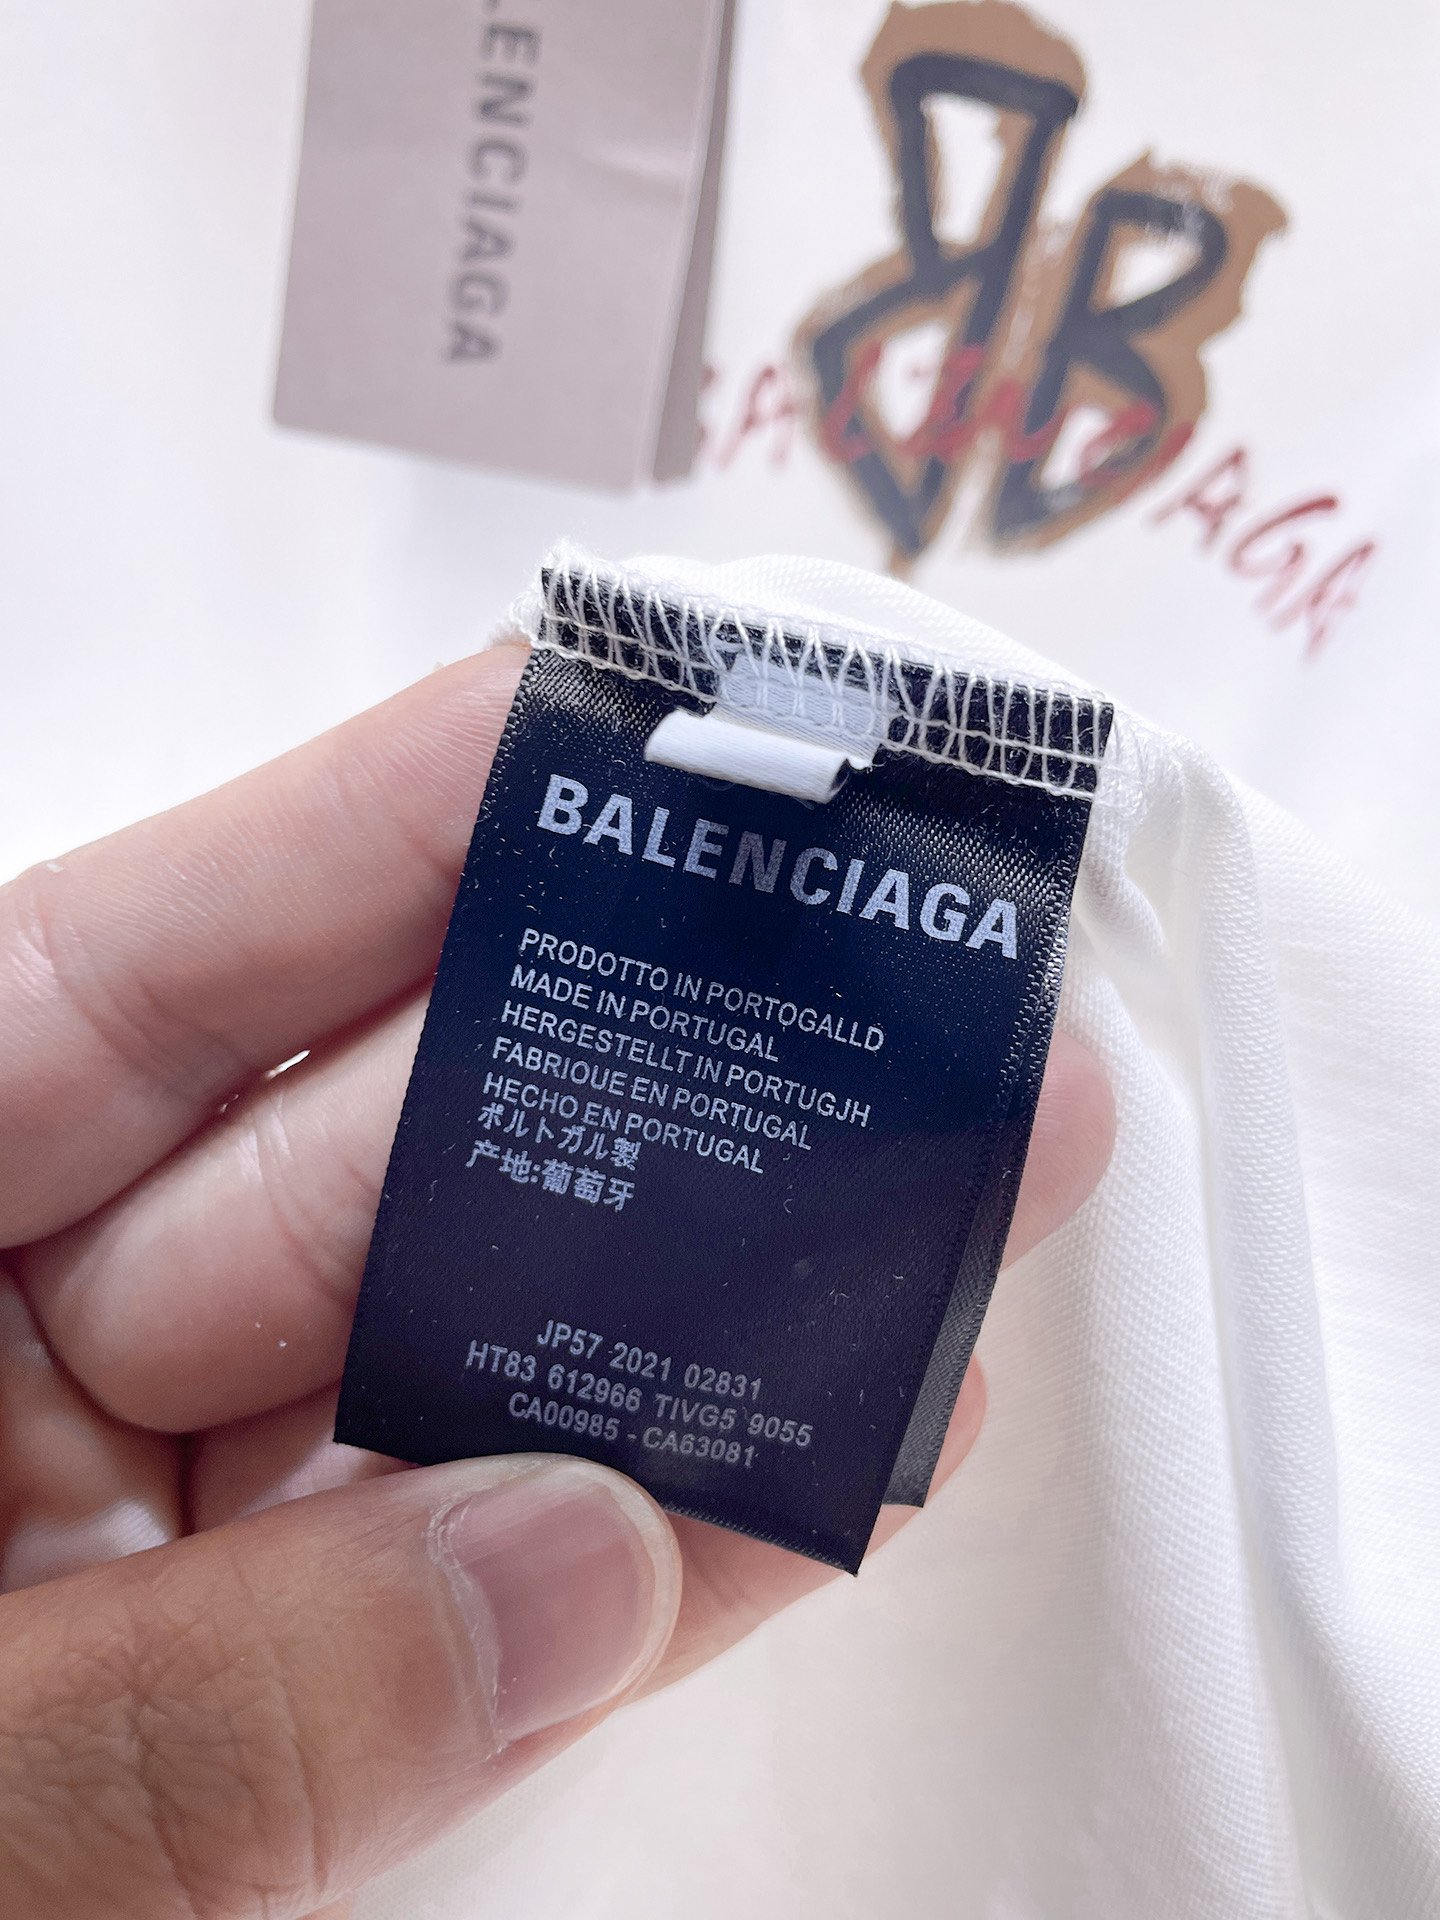 LENCIAGA
BALENCIAGA
BALENCIAGA
PRODOTTO IN PORTOGALLD
MADE IN PORTUGAL
HERGESTELLT IN PORTUGJH
FABRIOUE EN PORTUGAL
HECHO EN PORTUGAL
ポルトガル製
产地:葡萄牙
JP57 2021 02831
HT83 612966 TIVG5 9055
CA00985 - CA63081